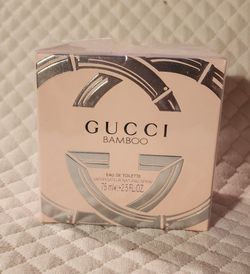 GUCCI
BAMBOO
EAU DE TOILETTE
VAPORISATEUR NATURAL SPRAY
75 ml e 2.5 FL.OZ